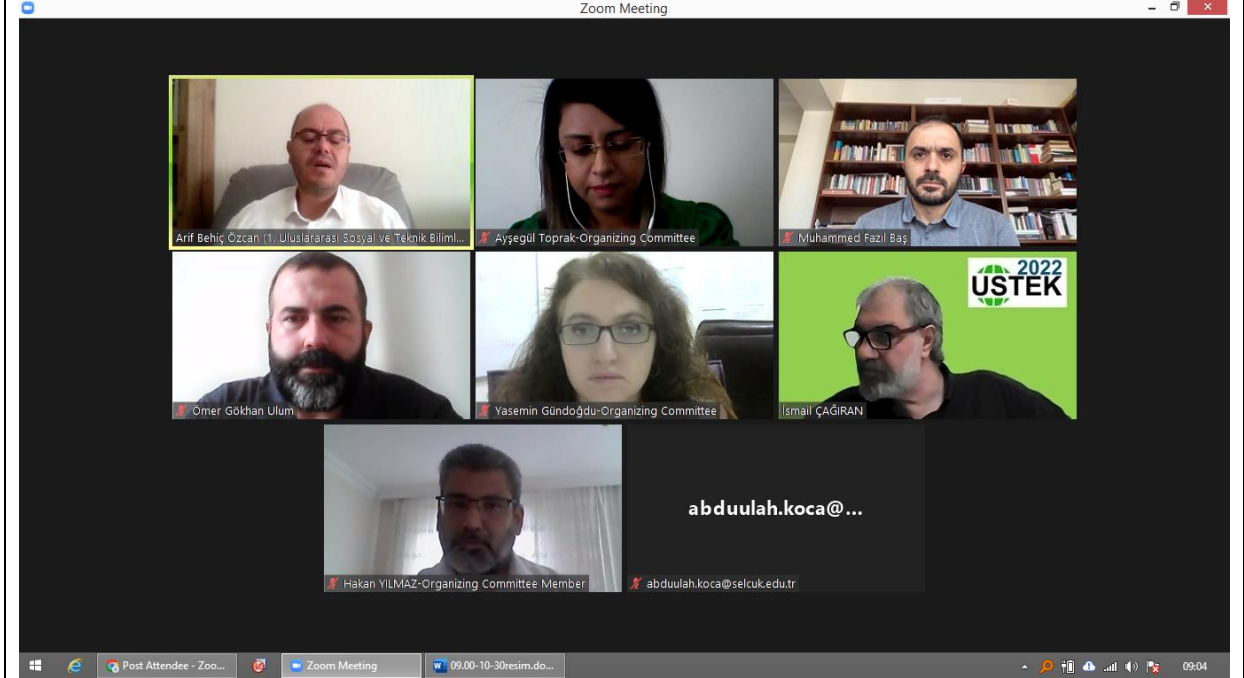 Zoom Meeting
Arif Behiç Özcan (1. Uluslararası Sosyal ve Teknik Biliml...
Ayşegül Toprak-Organizing Committee
Muhammed Fazıl Baş
2022
USTEK
Ömer Gökhan Ulum
Yasemin Gündoğdu-Organizing Committee
İsmail ÇAĞIRAN
abduulah.koca@...
Hakan YILMAZ-Organizing Committee Member
abduulah.koca@selcuk.edu.tr
Post Attendee - Zoo...
Zoom Meeting
09.00-10-30resim.do...
09:04